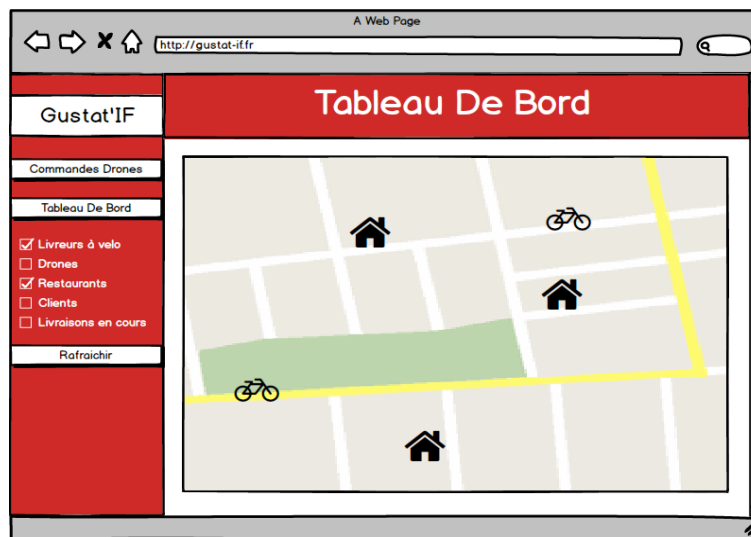 A Web Page
http://gustat-if.fr
Gustat'IF
Tableau De Bord
Commandes Drones
Tableau De Bord
Livreurs à velo
Drones
Restaurants
Clients
Livraisons en cours
Rafraichir